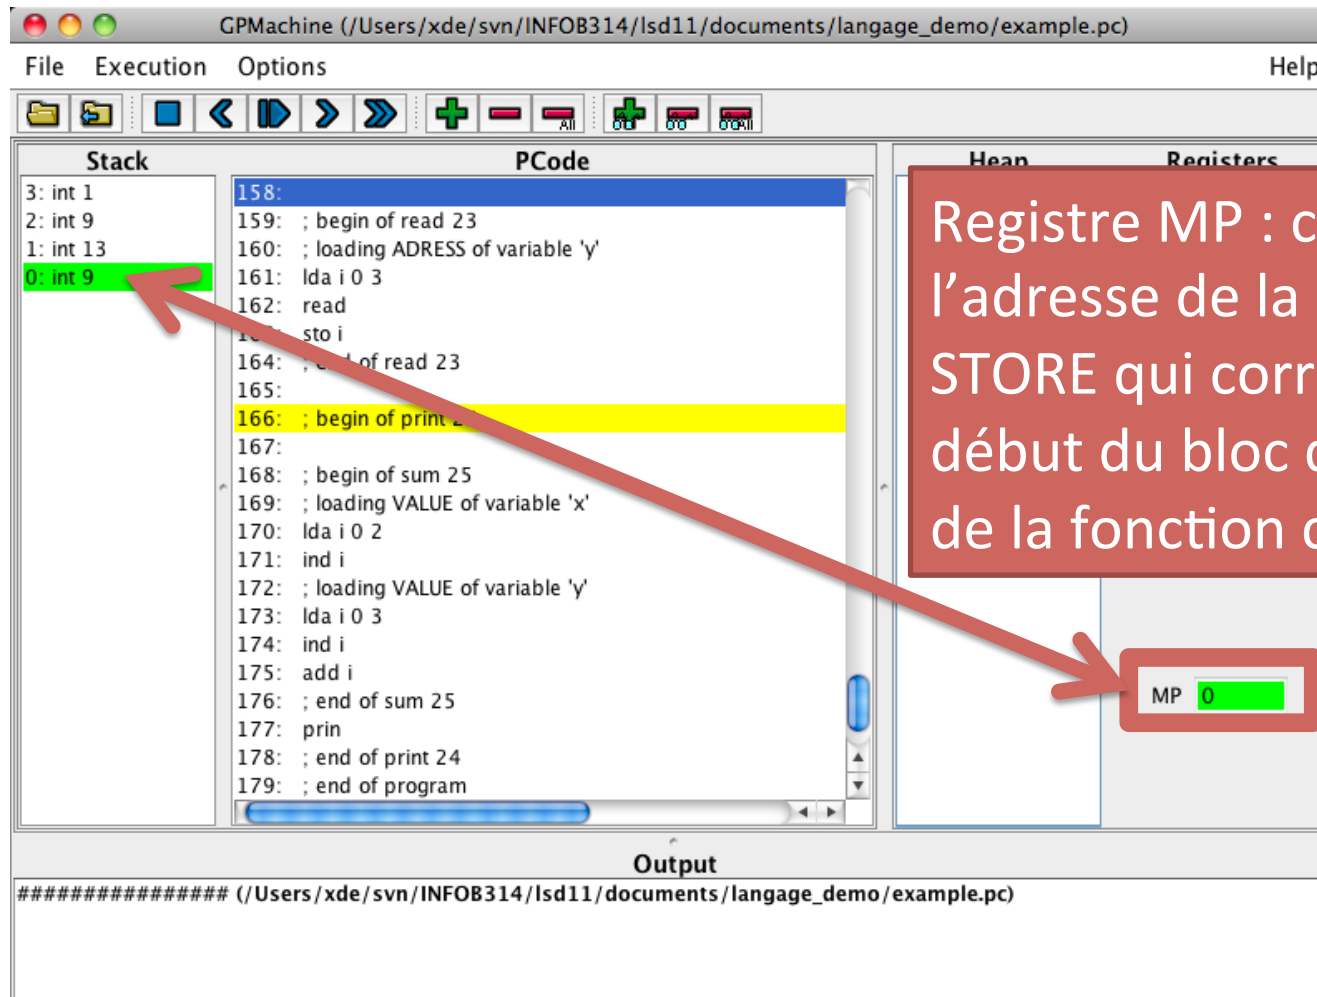 GPMachine (/Users/xde/svn/INFOB314/lsd11/documents/langage_demo/example.pc)
File Execution Options Help
All All
Stack PCode Heap Registers
3: int 1
2: int 9
1: int 13
0: int 9
158:
159: ; begin of read 23
160: ; loading ADRESS of variable 'y'
161: lda i 0 3
162: read
sto i
164: ; end of read 23
165:
166: ; begin of print
167:
168: ; begin of sum 25
169: ; loading VALUE of variable 'x'
170: lda i 0 2
171: ind i
172: ; loading VALUE of variable 'y'
173: lda i 0 3
174: ind i
175: add i
176: ; end of sum 25
177: prin
178: ; end of print 24
179: ; end of program
Registre MP : c
l’adresse de la
STORE qui corr
début du bloc
de la fonction
MP 0
Output
################ (/Users/xde/svn/INFOB314/lsd11/documents/langage_demo/example.pc)